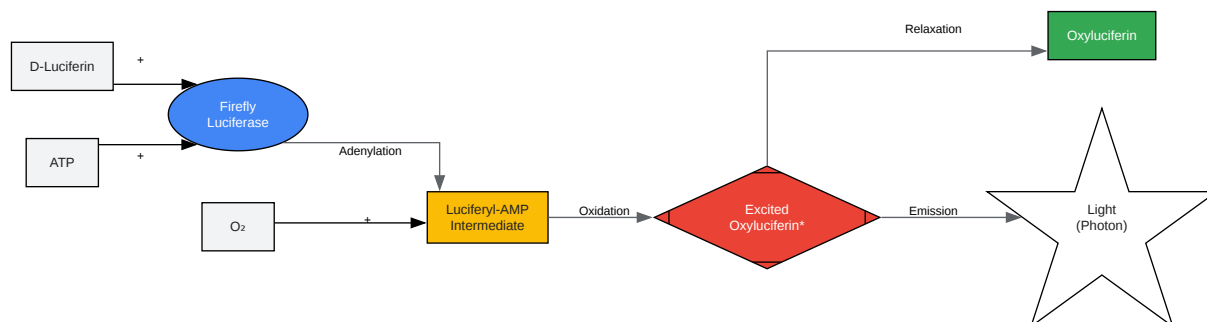 Relaxation
Oxyluciferin
D-Luciferin
+
Firefly
Luciferase
ATP
+
Adenylation
O₂
+
Luciferyl-AMP
Intermediate
Oxidation
Excited
Oxyluciferin*
Emission
Light
(Photon)